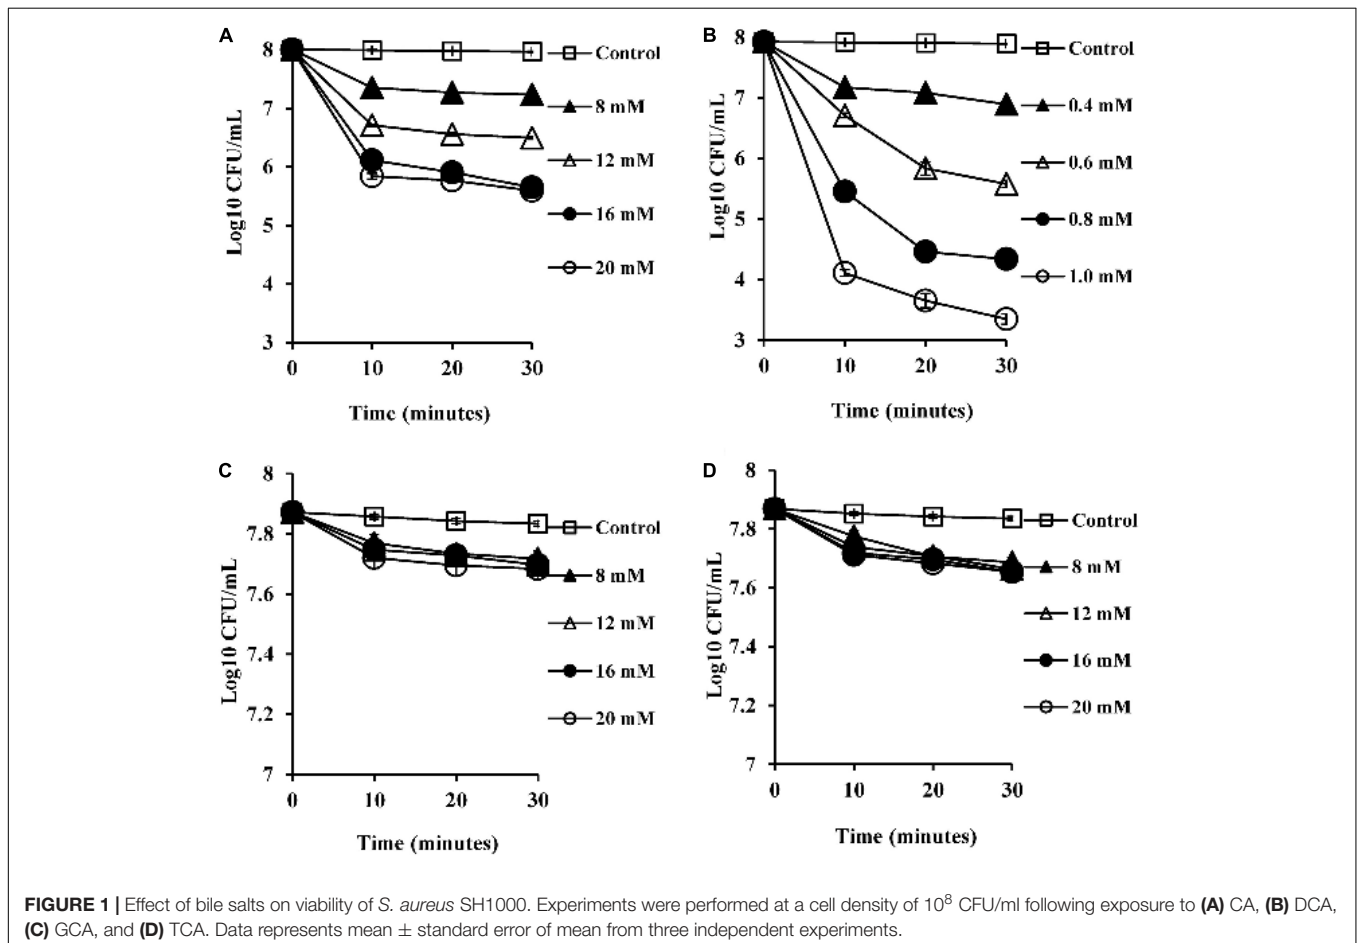 A
8
7
6
5
4
3
0 10 20 30
Log10 CFU/mL
Time (minutes)
Control
8 mM
12 mM
16 mM
20 mM
B
8
7
6
5
4
3
0 10 20 30
Log10 CFU/mL
Time (minutes)
Control
0.4 mM
0.6 mM
0.8 mM
1.0 mM
C
8
7.8
7.6
7.4
7.2
7
0 10 20 30
Log10 CFU/mL
Time (minutes)
Control
8 mM
12 mM
16 mM
20 mM
D
8
7.8
7.6
7.4
7.2
7
0 10 20 30
Log10 CFU/mL
Time (minutes)
Control
8 mM
12 mM
16 mM
20 mM
FIGURE 1 | Effect of bile salts on viability of S. aureus SH1000. Experiments were performed at a cell density of 10⁸ CFU/ml following exposure to (A) CA, (B) DCA,
(C) GCA, and (D) TCA. Data represents mean ± standard error of mean from three independent experiments.